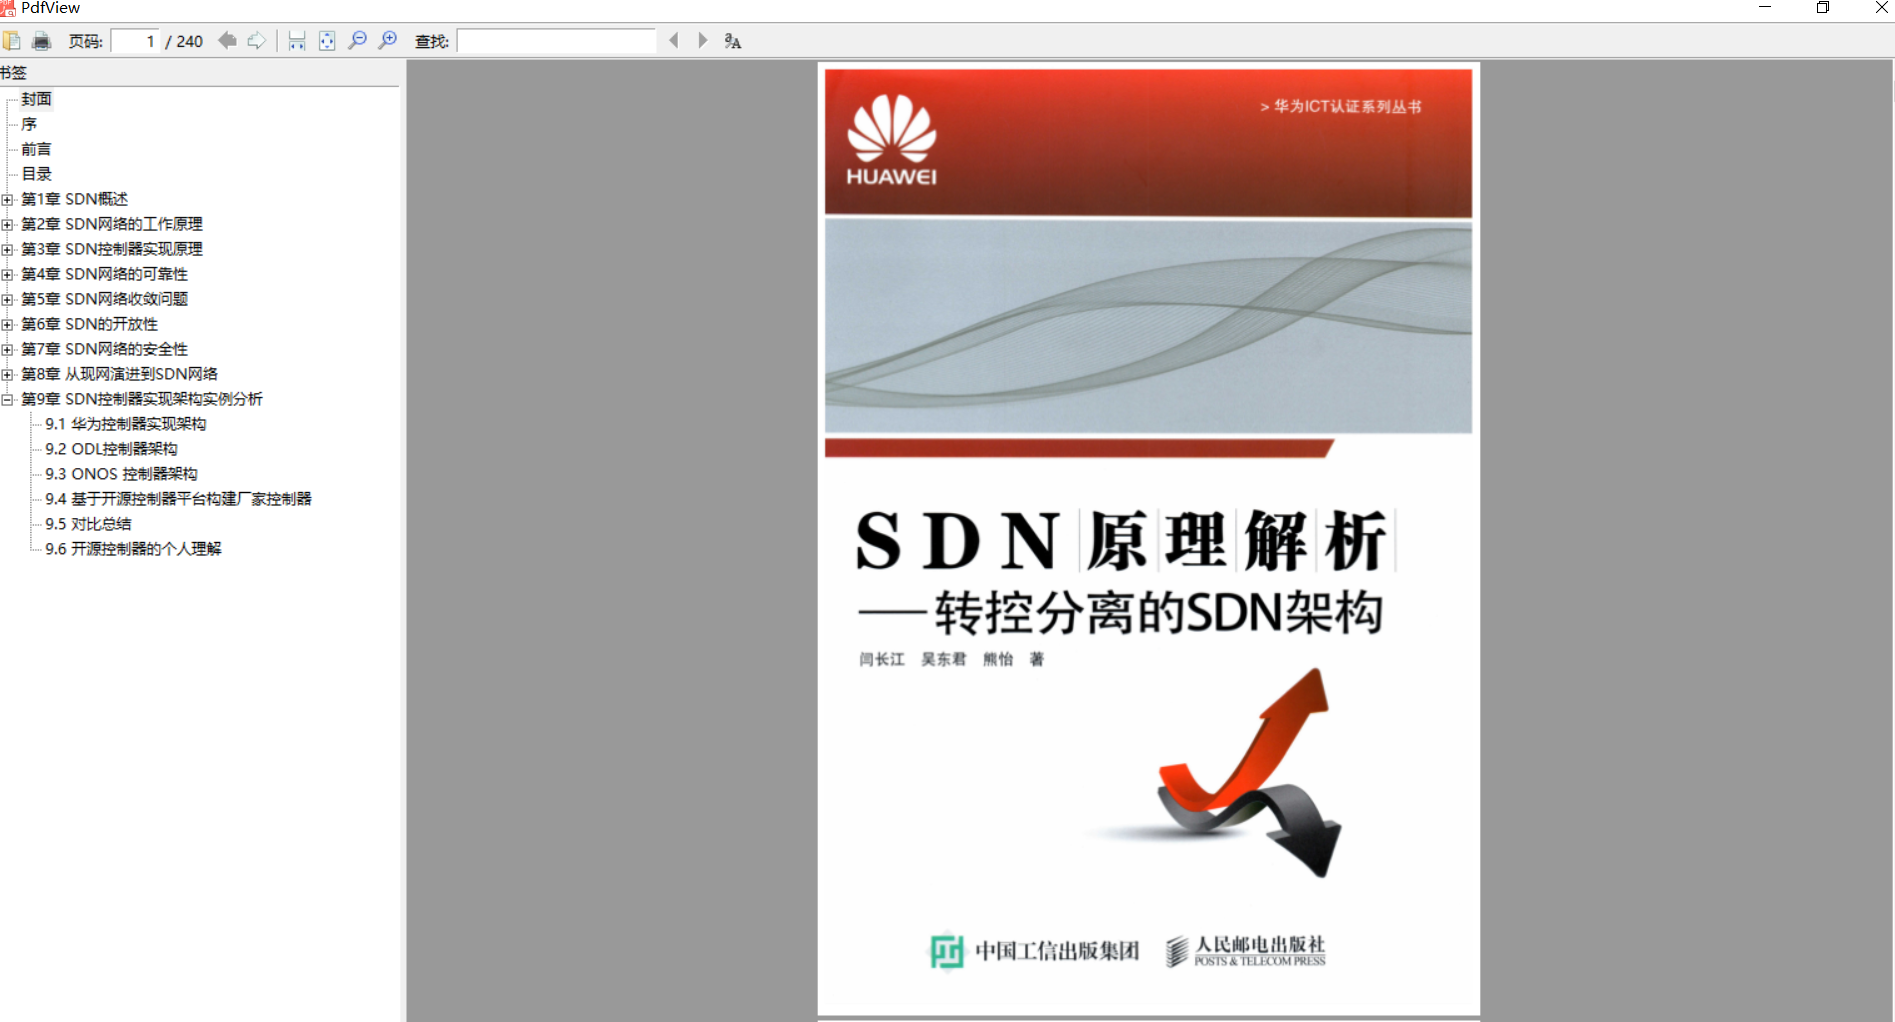 PdfView
页码: 1 / 240 查找:
书签
封面
序
前言
目录
第1章 SDN概述
第2章 SDN网络的工作原理
第3章 SDN控制器实现原理
第4章 SDN网络的可靠性
第5章 SDN网络收敛问题
第6章 SDN的开放性
第7章 SDN网络的安全性
第8章 从现网演进到SDN网络
第9章 SDN控制器实现架构实例分析
9.1 华为控制器实现架构
9.2 ODL控制器架构
9.3 ONOS 控制器架构
9.4 基于开源控制器平台构建厂家控制器
9.5 对比总结
9.6 开源控制器的个人理解
> 华为ICT认证系列丛书
HUAWEI
SDN原理解析
——转控分离的SDN架构
闫长江 吴东君 熊怡 著
中国工信出版集团
人民邮电出版社
POSTS & TELECOM PRESS